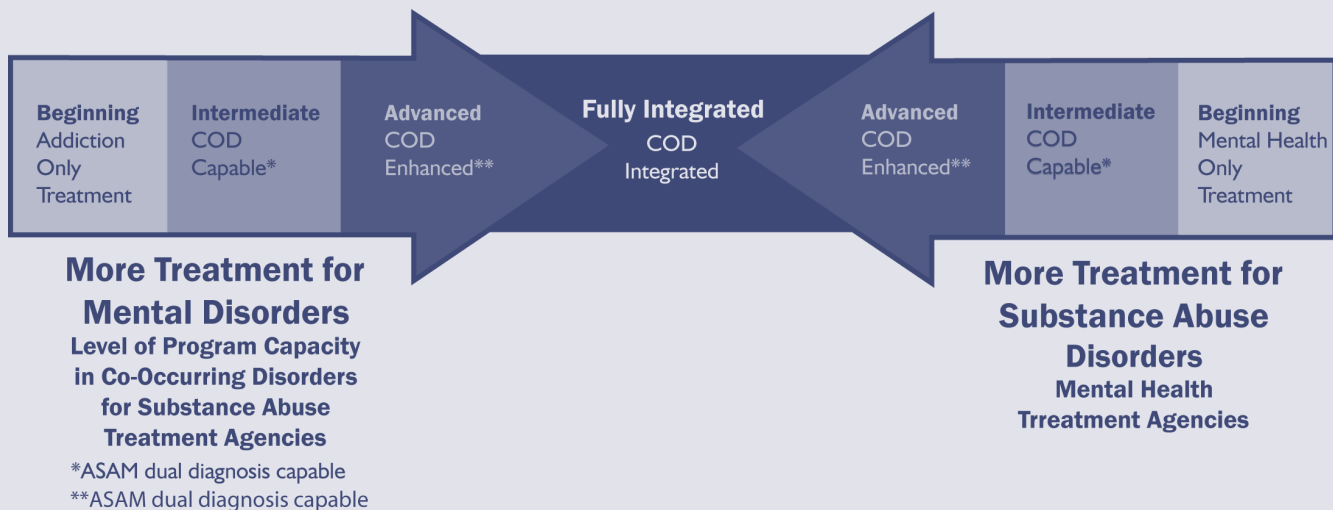 Beginning
Addiction
Only
Treatment
Intermediate
COD
Capable*
Advanced
COD
Enhanced**
Fully Integrated
COD
Integrated
Advanced
COD
Enhanced**
Intermediate
COD
Capable*
Beginning
Mental Health
Only
Treatment
More Treatment for
Mental Disorders
Level of Program Capacity
in Co-Occurring Disorders
for Substance Abuse
Treatment Agencies
*ASAM dual diagnosis capable
**ASAM dual diagnosis capable
More Treatment for
Substance Abuse
Disorders
Mental Health
Trreatment Agencies